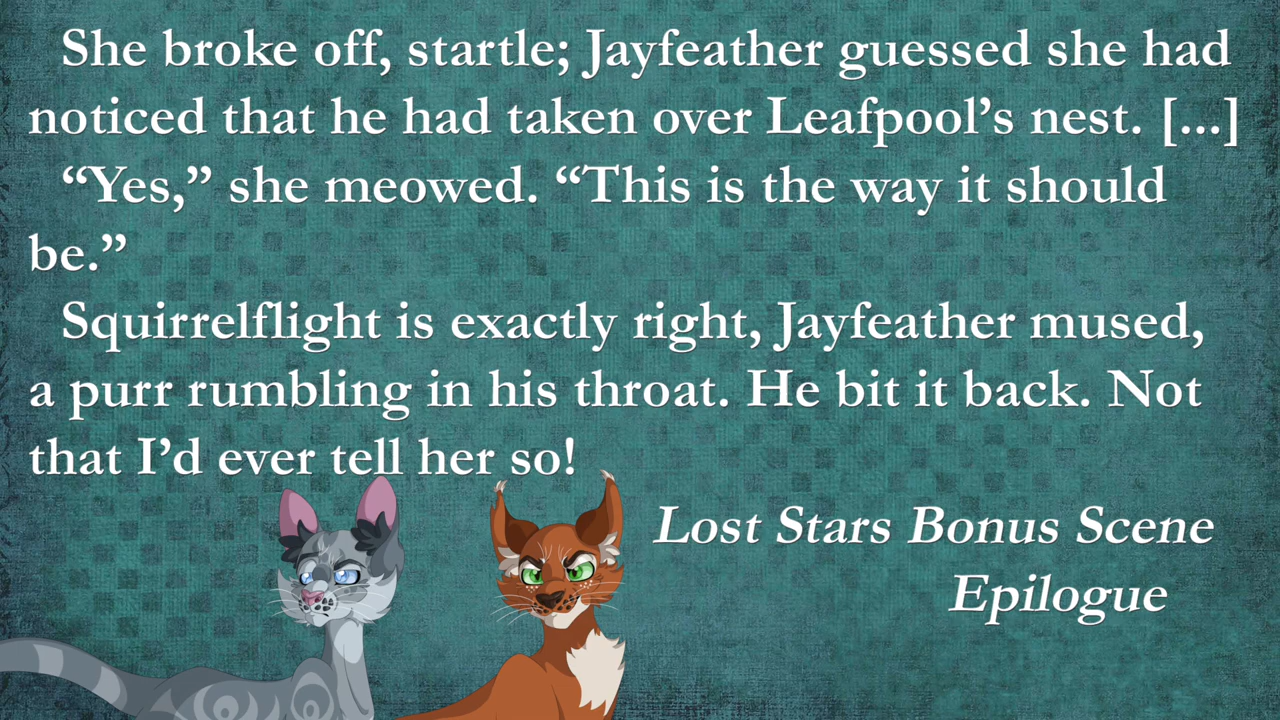 She broke off, startle; Jayfeather guessed she had
noticed that he had taken over Leafpool’s nest. [...]
“Yes,” she meowed. “This is the way it should
be.”
Squirrelflight is exactly right, Jayfeather mused,
a purr rumbling in his throat. He bit it back. Not
that I’d ever tell her so!
Lost Stars Bonus Scene
Epilogue